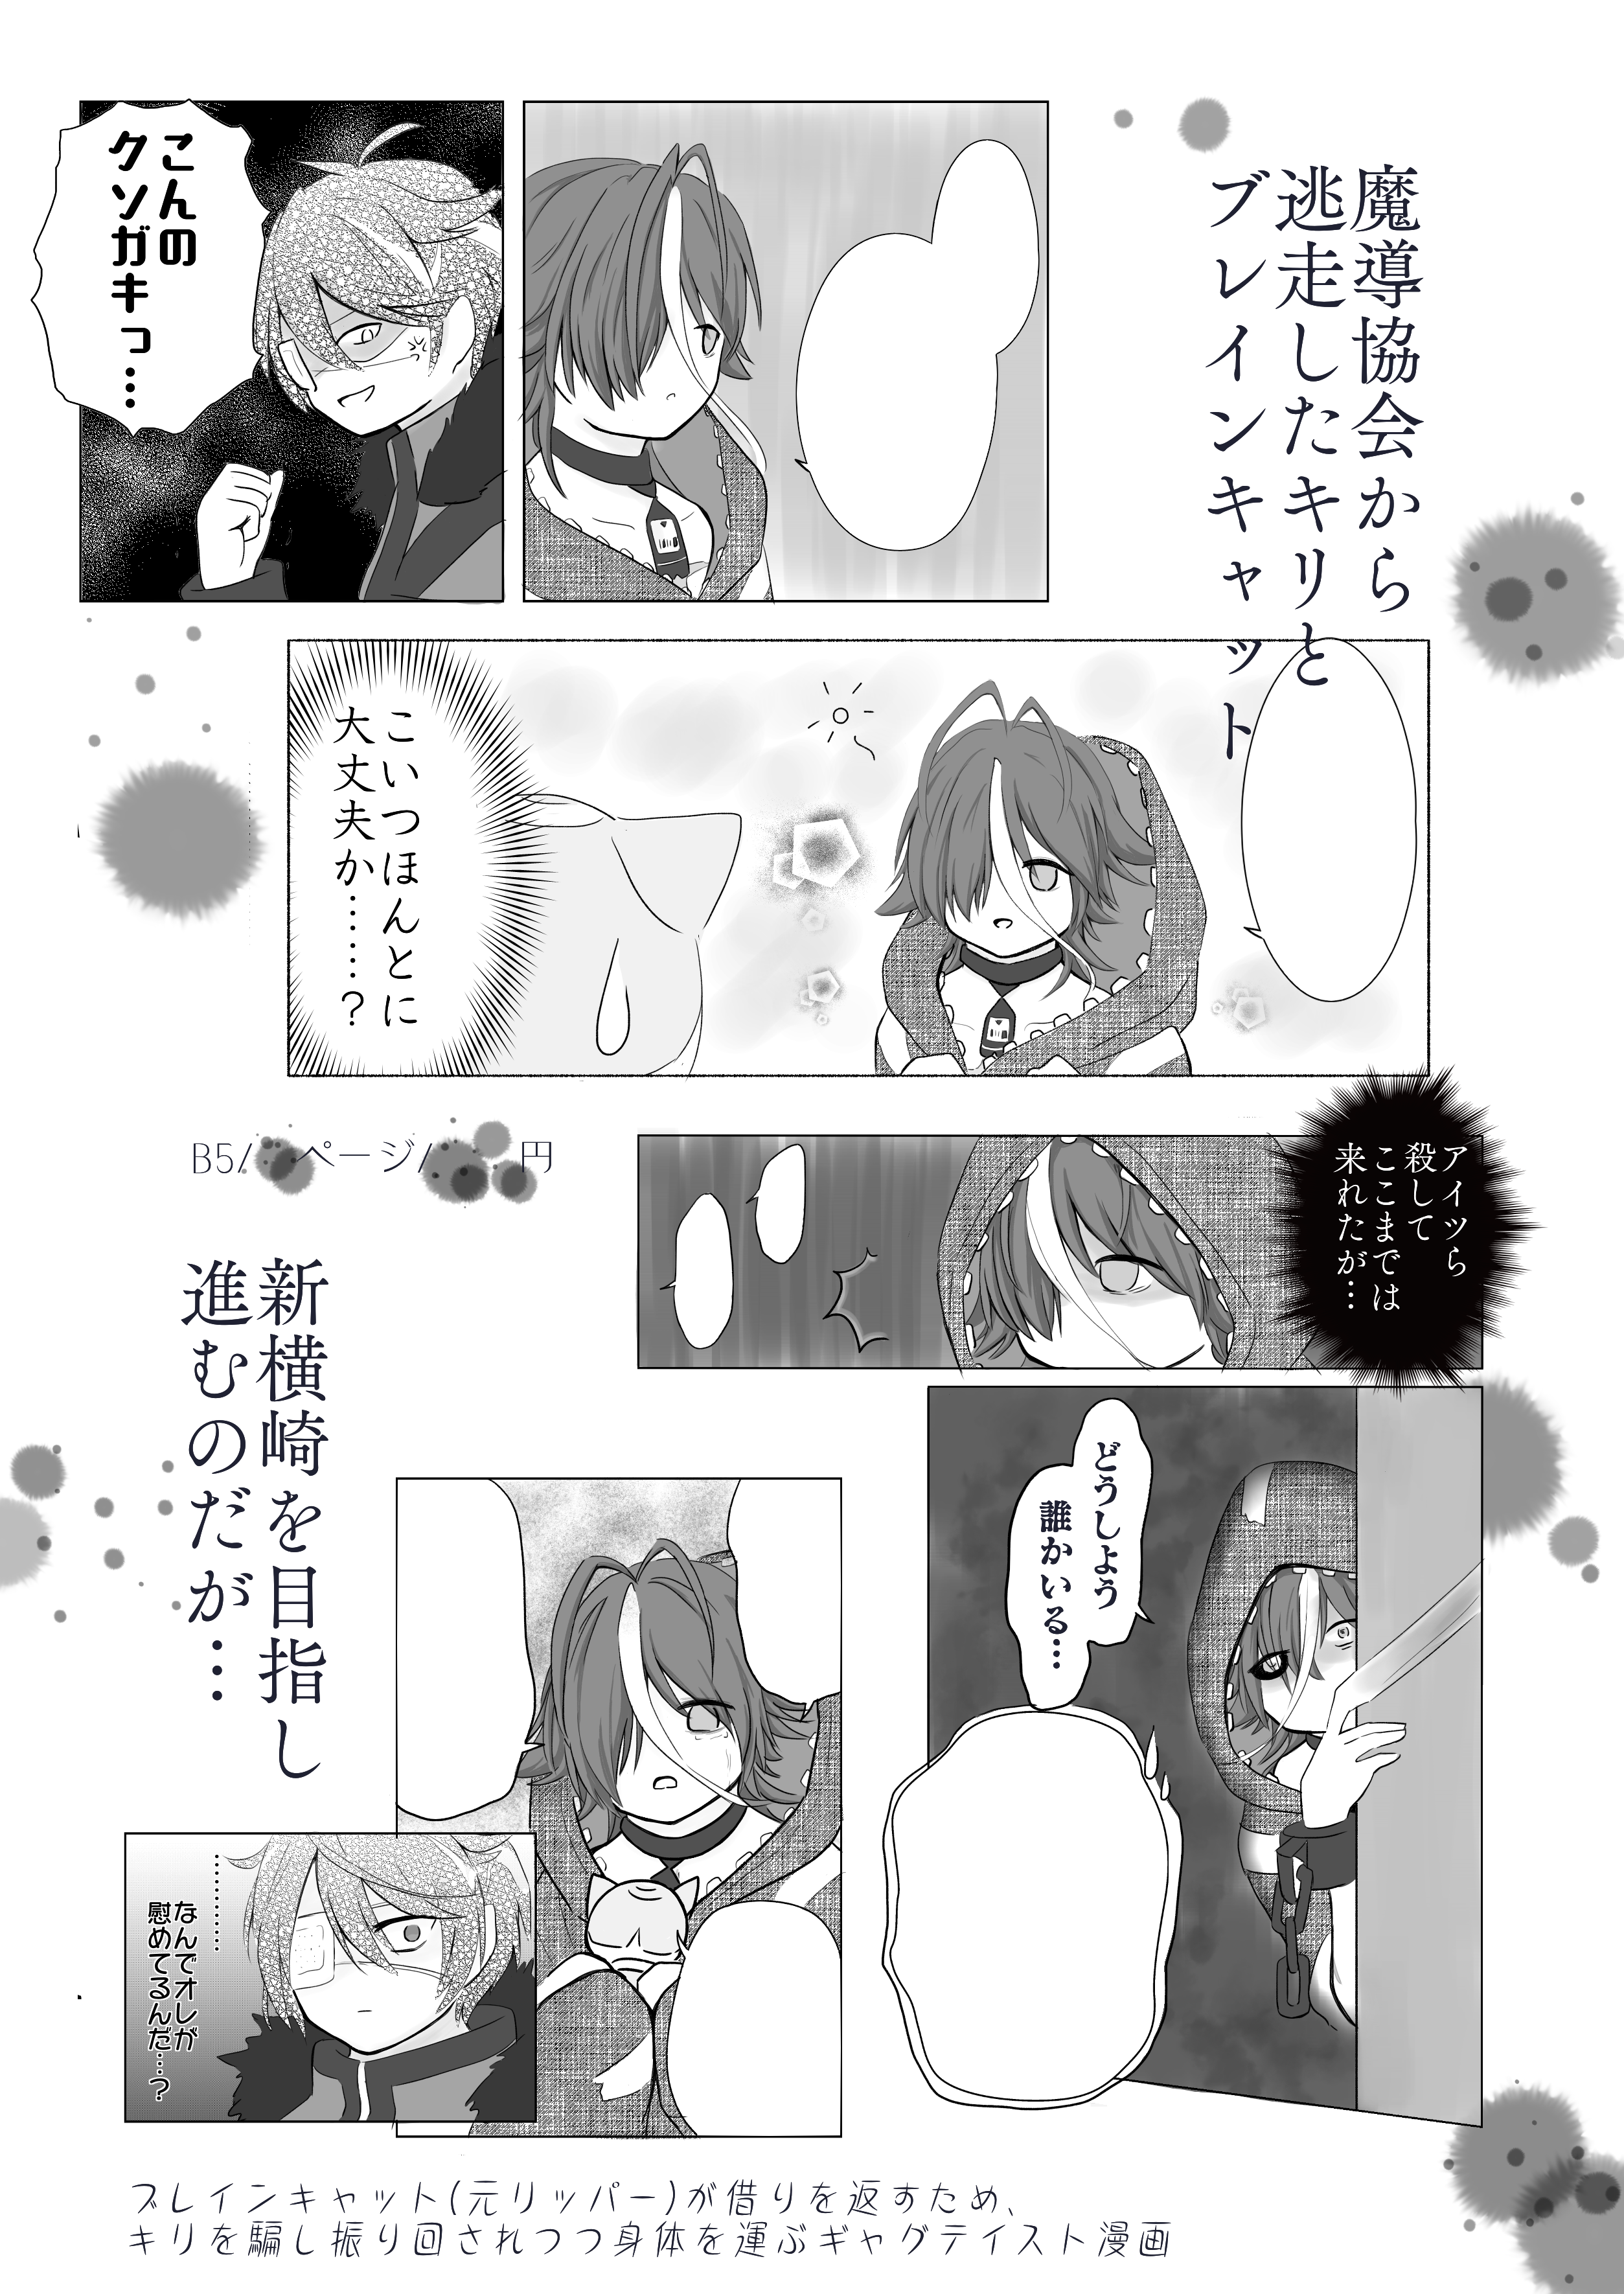 魔導協会から
逃走したキリと
ブレインキャット
こんの
クソガキっ…
こいつほんとに
大丈夫か……？
アイツら
殺して
ここまでは
来れたが…
B5/ ページ/ 円
新横崎を目指し
進むのだが…
どうしよう
誰かいる…
…………
なんでオレが
慰めてるんだ…？
ブレインキャット(元リッパー)が借りを返すため、
キリを騙し振り回されつつ身体を運ぶギャグテイスト漫画